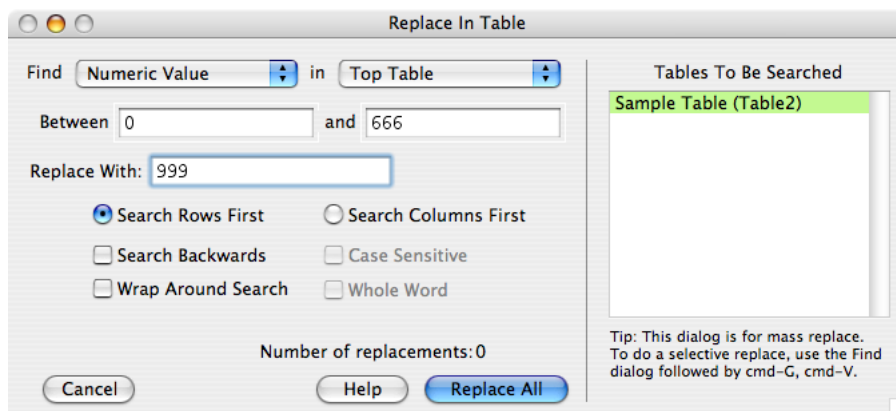 Replace In Table
Find Numeric Value in Top Table
Between 0 and 666
Replace With: 999
Search Rows First Search Columns First
Search Backwards Case Sensitive
Wrap Around Search Whole Word
Number of replacements:0
Cancel Help Replace All
Tables To Be Searched
Sample Table (Table2)
Tip: This dialog is for mass replace.
To do a selective replace, use the Find
dialog followed by cmd-G, cmd-V.